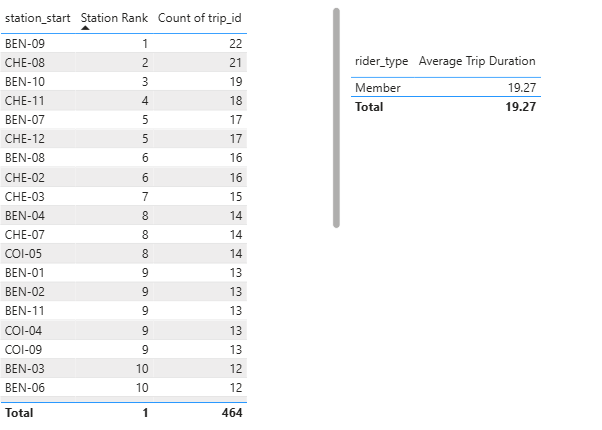 station_start Station Rank Count of trip_id
BEN-09 1 22
CHE-08 2 21
BEN-10 3 19
CHE-11 4 18
BEN-07 5 17
CHE-12 5 17
BEN-08 6 16
CHE-02 6 16
CHE-03 7 15
BEN-04 8 14
CHE-07 8 14
COI-05 8 14
BEN-01 9 13
BEN-02 9 13
BEN-11 9 13
COI-04 9 13
COI-09 9 13
BEN-03 10 12
BEN-06 10 12
Total 1 464
rider_type Average Trip Duration
Member 19.27
Total 19.27